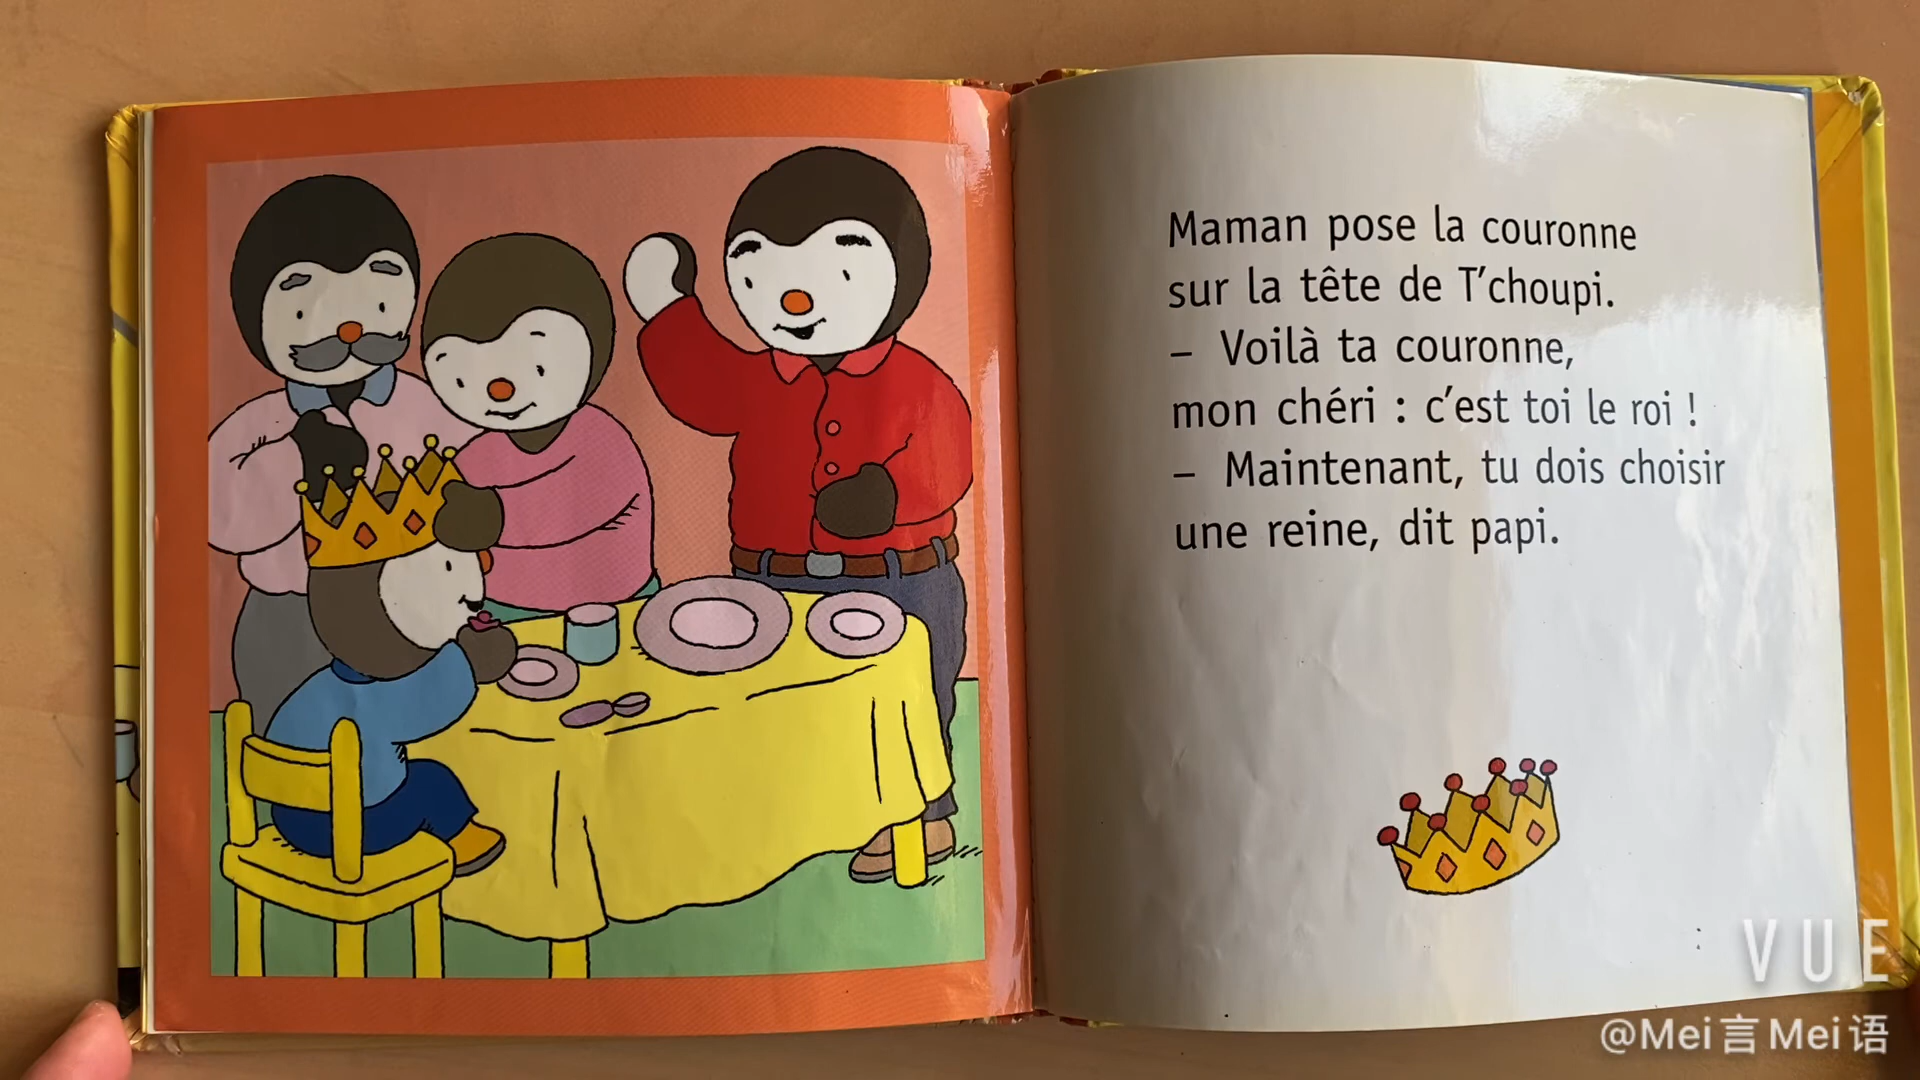 Maman pose la couronne
sur la tête de T'choupi.
– Voilà ta couronne,
mon chéri : c'est toi le roi !
– Maintenant, tu dois choisir
une reine, dit papi.
VUE
@Mei言Mei语